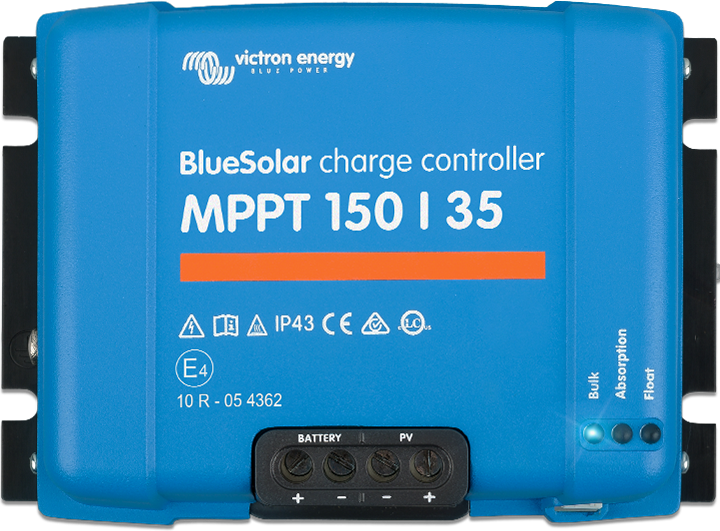 victron energy
BLUE POWER
BlueSolar charge controller
MPPT 150 | 35
IP43 CE
E4
10 R - 05 4362
Bulk
Absorption
Float
BATTERY PV
+ - - +